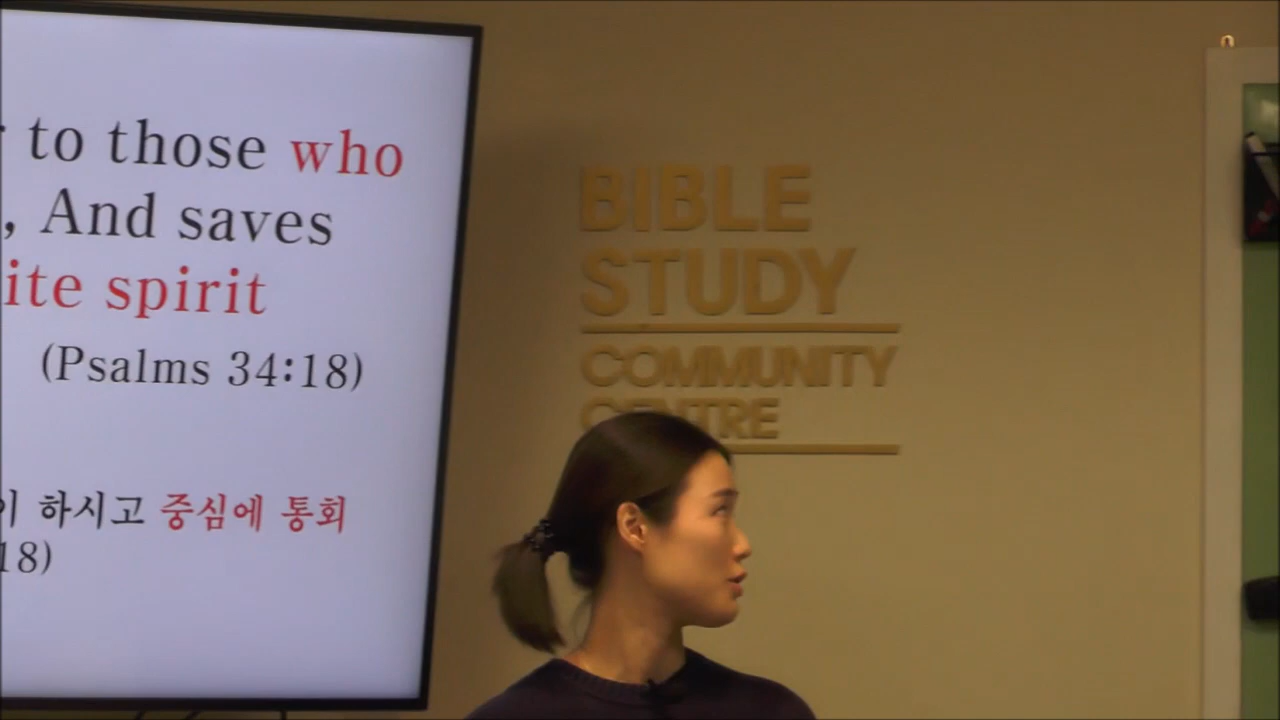 to those who
, And saves
ite spirit
(Psalms 34:18)
이 하시고 중심에 통회
18)
BIBLE
STUDY
COMMUNITY
CENTRE